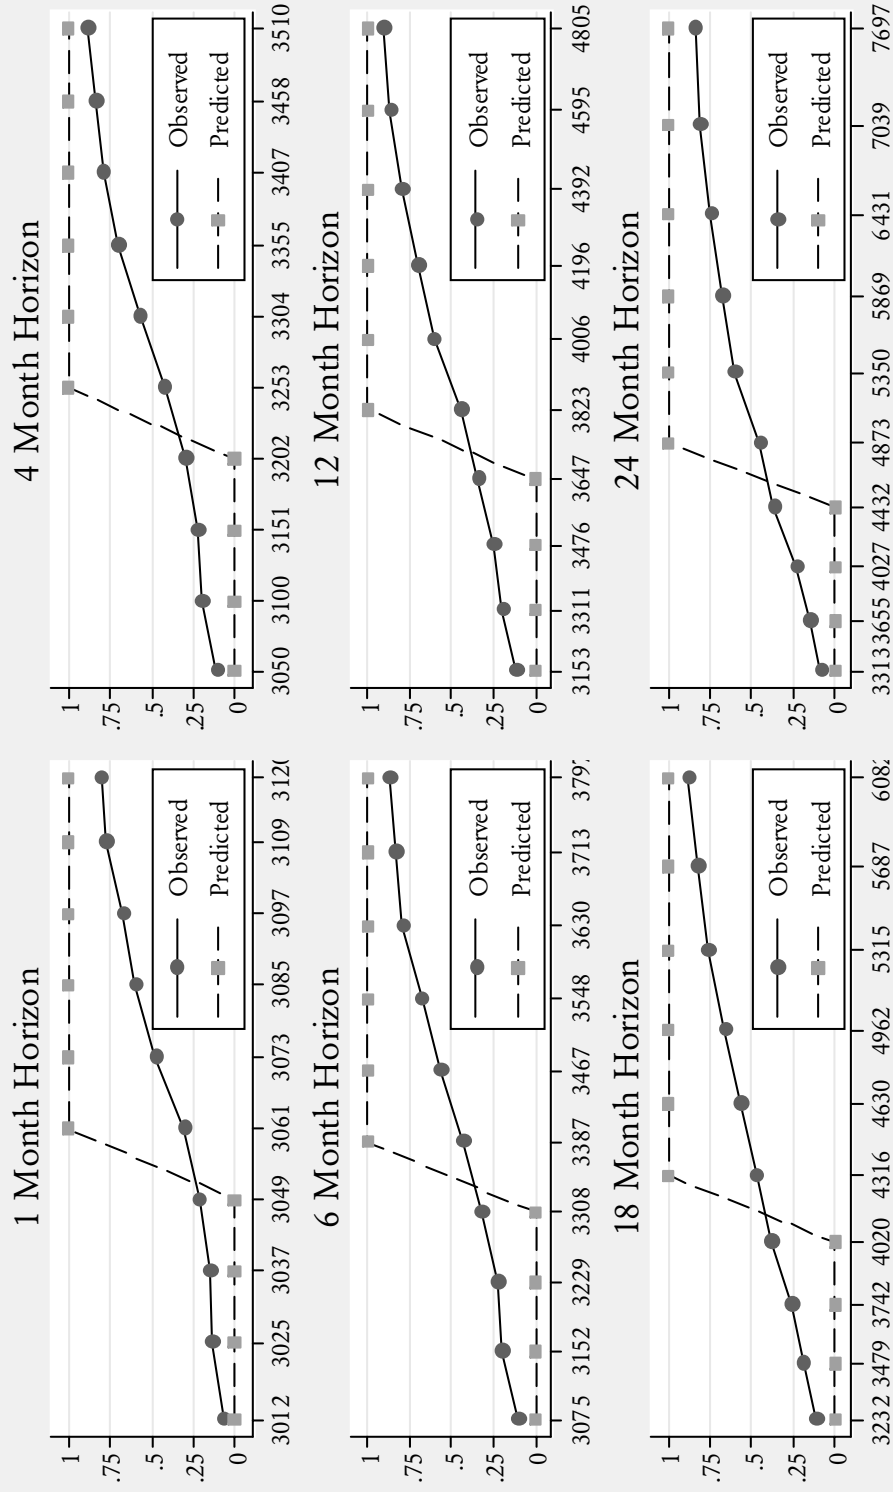 1 Month Horizon
1
.75
.5
.25
0
3012 3025 3037 3049 3061 3073 3085 3097 3109 3120
Observed
Predicted
4 Month Horizon
1
.75
.5
.25
0
3050 3100 3151 3202 3253 3304 3355 3407 3458 3510
Observed
Predicted
6 Month Horizon
1
.75
.5
.25
0
3075 3152 3229 3308 3387 3467 3548 3630 3713 3797
Observed
Predicted
12 Month Horizon
1
.75
.5
.25
0
3153 3311 3476 3647 3823 4006 4196 4392 4595 4805
Observed
Predicted
18 Month Horizon
1
.75
.5
.25
0
3232 3479 3742 4020 4316 4630 4962 5315 5687 6082
Observed
Predicted
24 Month Horizon
1
.75
.5
.25
0
3313 3655 4027 4432 4873 5350 5869 6431 7039 7697
Observed
Predicted